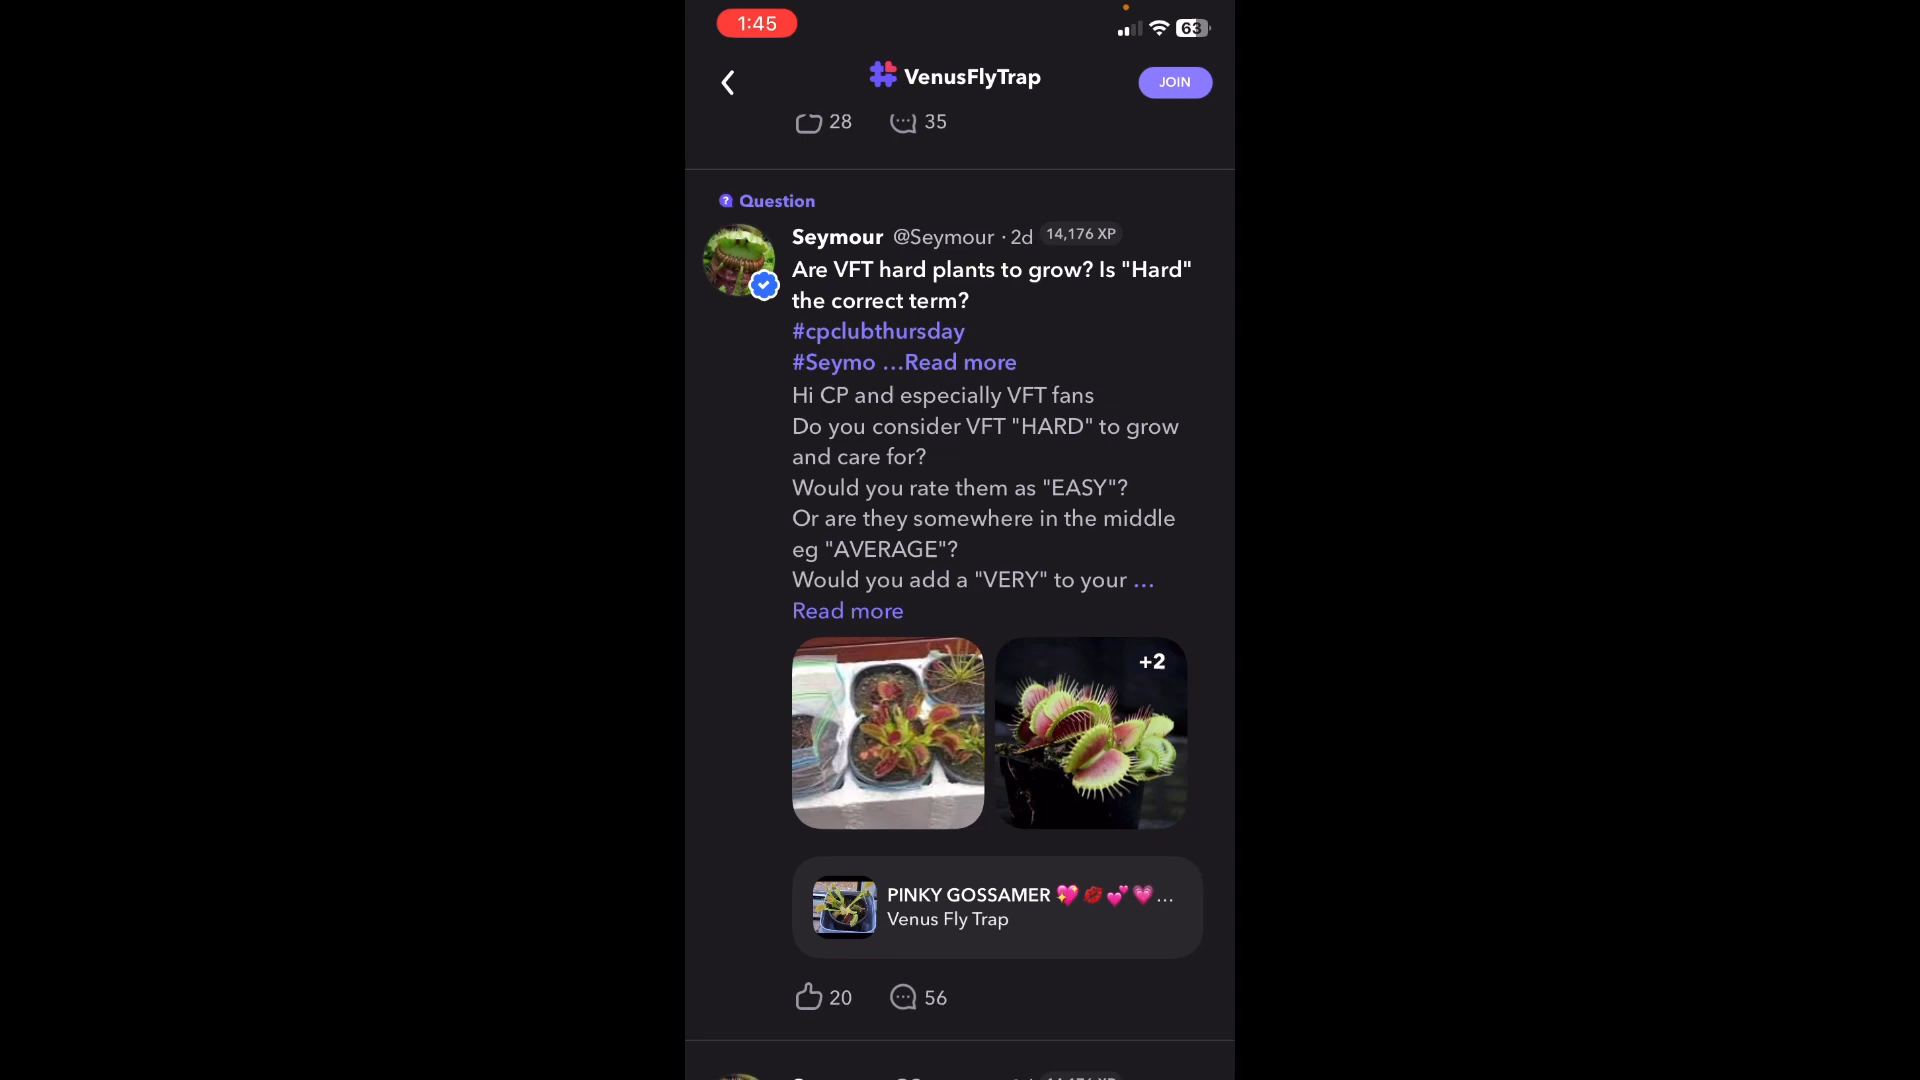 1:45
63
VenusFlyTrap
JOIN
28 35
? Question
Seymour @Seymour · 2d 14,176 XP
Are VFT hard plants to grow? Is "Hard"
the correct term?
#cpclubthursday
#Seymo ...Read more
Hi CP and especially VFT fans
Do you consider VFT "HARD" to grow
and care for?
Would you rate them as "EASY"?
Or are they somewhere in the middle
eg "AVERAGE"?
Would you add a "VERY" to your ...
Read more
+2
PINKY GOSSAMER 💖💋💕💗...
Venus Fly Trap
20 56